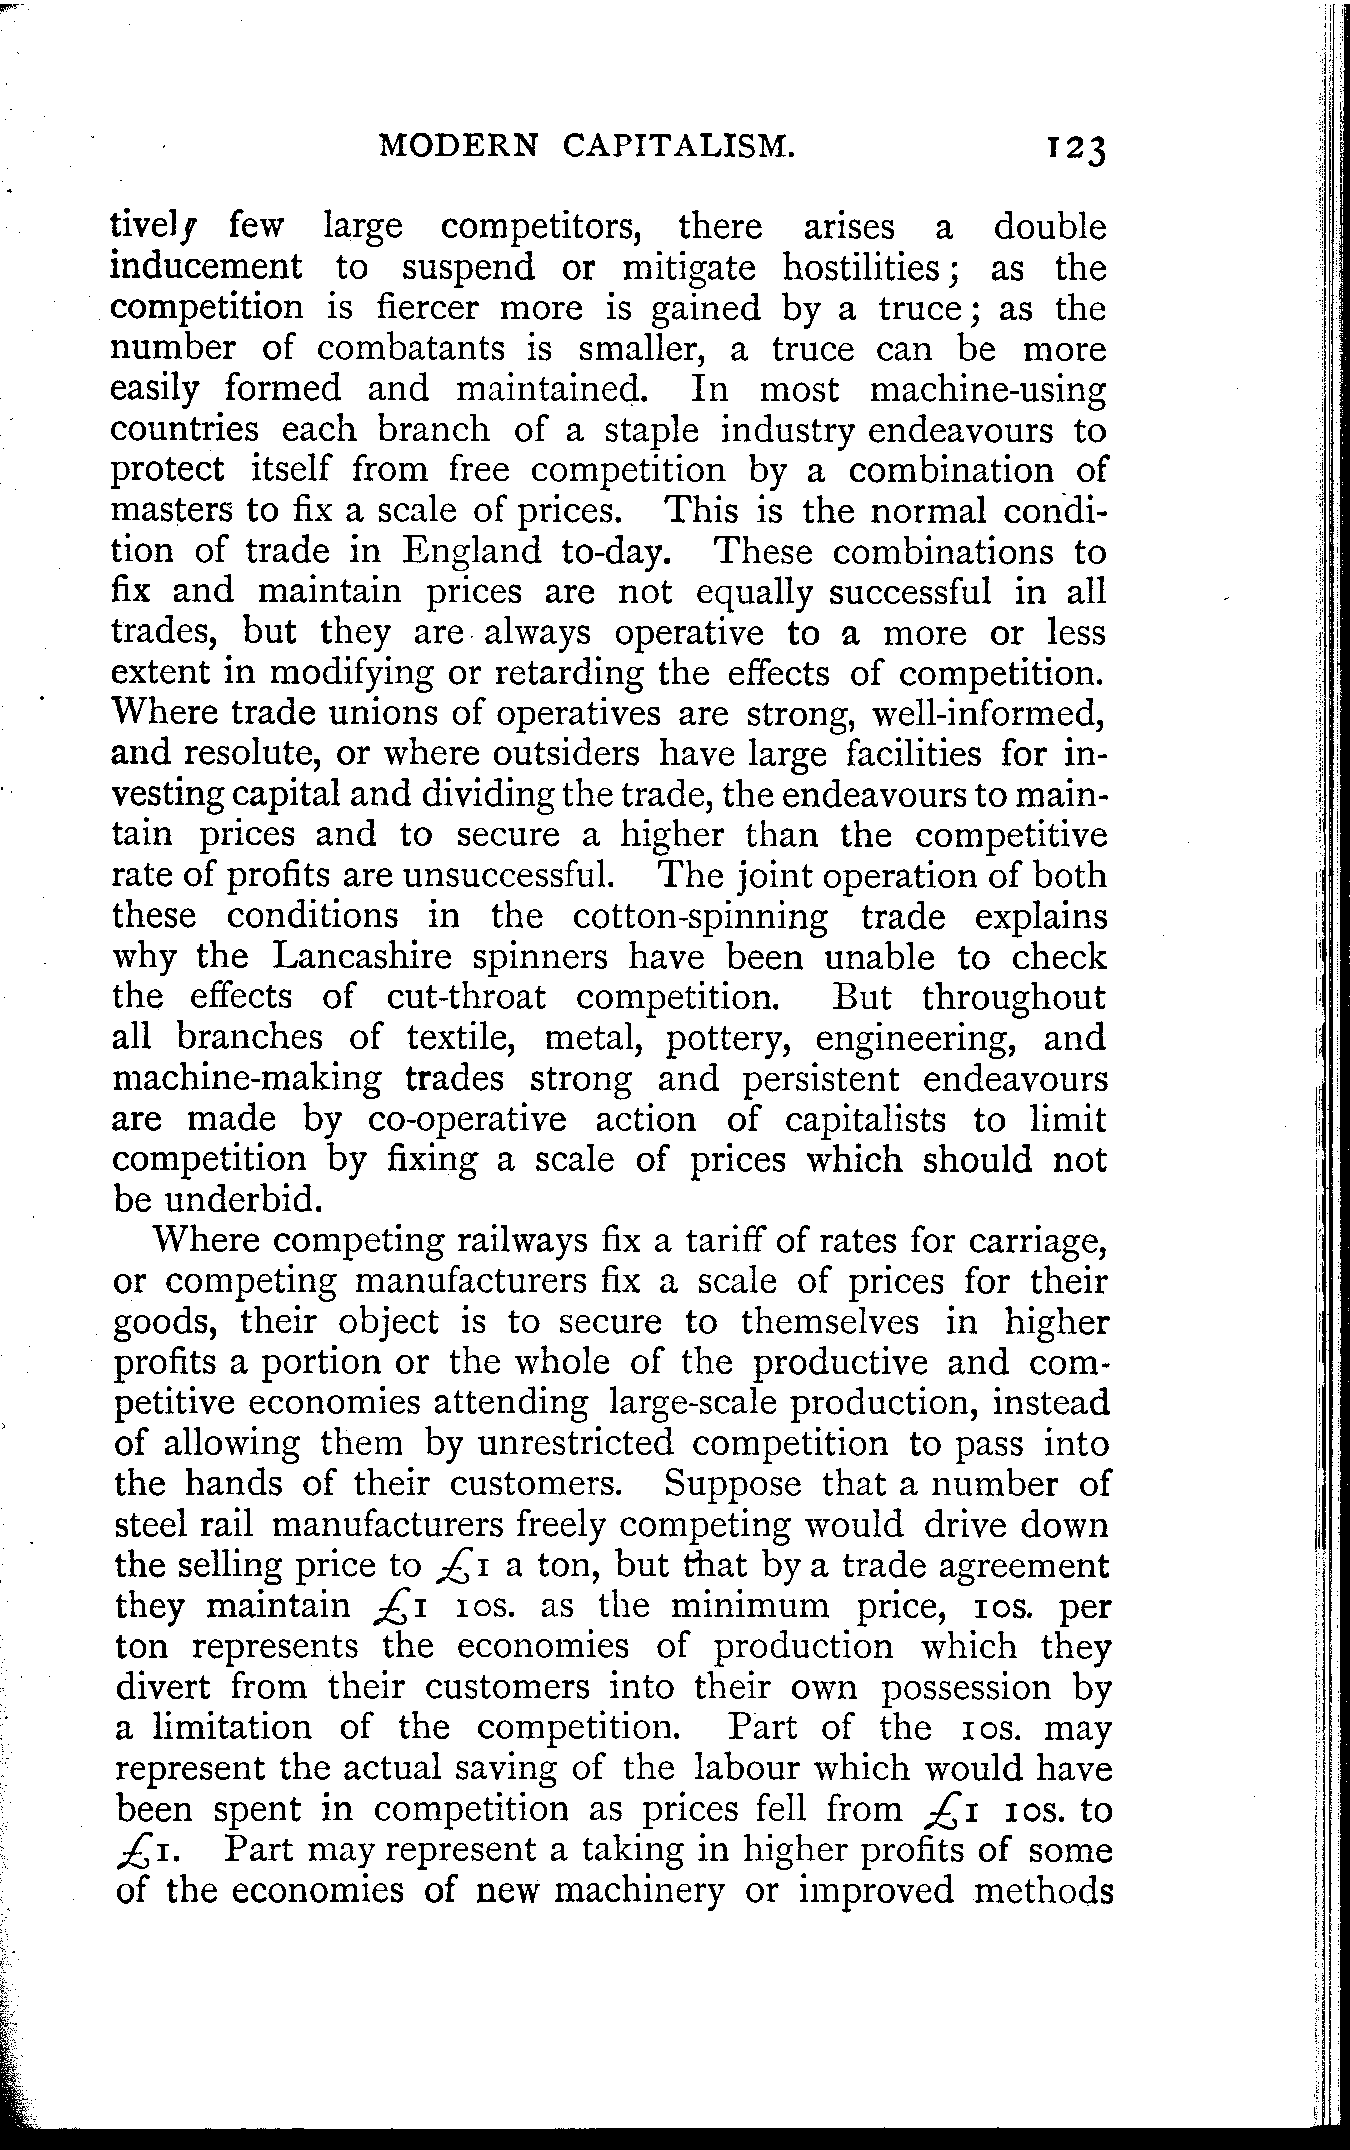 MODERN CAPITALISM. 123
tively few large competitors, there arises a double
inducement to suspend or mitigate hostilities; as the
competition is fiercer more is gained by a truce; as the
number of combatants is smaller, a truce can be more
easily formed and maintained. In most machine-using
countries each branch of a staple industry endeavours to
protect itself from free competition by a combination of
masters to fix a scale of prices. This is the normal condi-
tion of trade in England to-day. These combinations to
fix and maintain prices are not equally successful in all
trades, but they are always operative to a more or less
extent in modifying or retarding the effects of competition.
Where trade unions of operatives are strong, well-informed,
and resolute, or where outsiders have large facilities for in-
vesting capital and dividing the trade, the endeavours to main-
tain prices and to secure a higher than the competitive
rate of profits are unsuccessful. The joint operation of both
these conditions in the cotton-spinning trade explains
why the Lancashire spinners have been unable to check
the effects of cut-throat competition. But throughout
all branches of textile, metal, pottery, engineering, and
machine-making trades strong and persistent endeavours
are made by co-operative action of capitalists to limit
competition by fixing a scale of prices which should not
be underbid.
Where competing railways fix a tariff of rates for carriage,
or competing manufacturers fix a scale of prices for their
goods, their object is to secure to themselves in higher
profits a portion or the whole of the productive and com-
petitive economies attending large-scale production, instead
of allowing them by unrestricted competition to pass into
the hands of their customers. Suppose that a number of
steel rail manufacturers freely competing would drive down
the selling price to £1 a ton, but that by a trade agreement
they maintain £1 10s. as the minimum price, 10s. per
ton represents the economies of production which they
divert from their customers into their own possession by
a limitation of the competition. Part of the 10s. may
represent the actual saving of the labour which would have
been spent in competition as prices fell from £1 10s. to
£1. Part may represent a taking in higher profits of some
of the economies of new machinery or improved methods